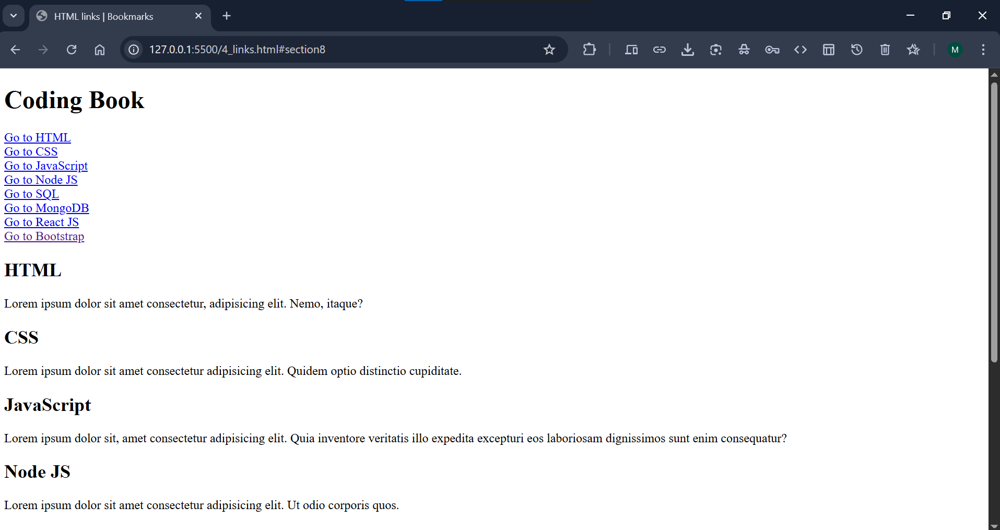 HTML links | Bookmarks
127.0.0.1:5500/4_links.html#section8
M
Coding Book
Go to HTML
Go to CSS
Go to JavaScript
Go to Node JS
Go to SQL
Go to MongoDB
Go to React JS
Go to Bootstrap
HTML
Lorem ipsum dolor sit amet consectetur, adipisicing elit. Nemo, itaque?
CSS
Lorem ipsum dolor sit amet consectetur adipisicing elit. Quidem optio distinctio cupiditate.
JavaScript
Lorem ipsum dolor sit, amet consectetur adipisicing elit. Quia inventore veritatis illo expedita excepturi eos laboriosam dignissimos sunt enim consequatur?
Node JS
Lorem ipsum dolor sit amet consectetur adipisicing elit. Ut odio corporis quos.